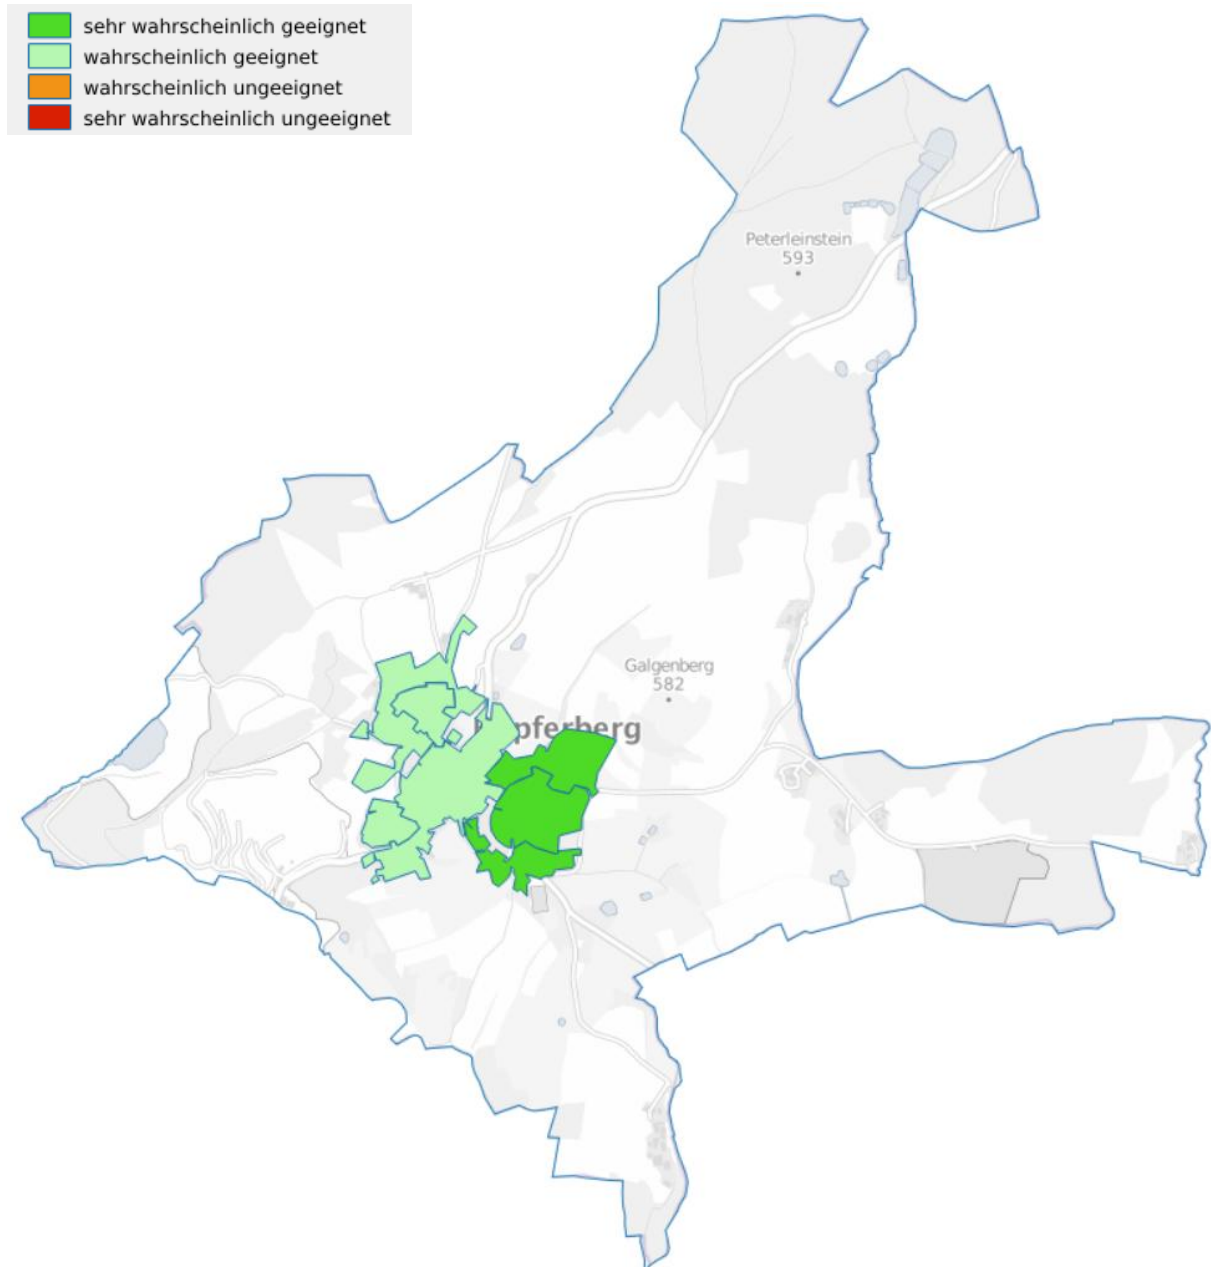 sehr wahrscheinlich geeignet
wahrscheinlich geeignet
wahrscheinlich ungeeignet
sehr wahrscheinlich ungeeignet
Peterleinstein
593
Galgenberg
582
pferberg